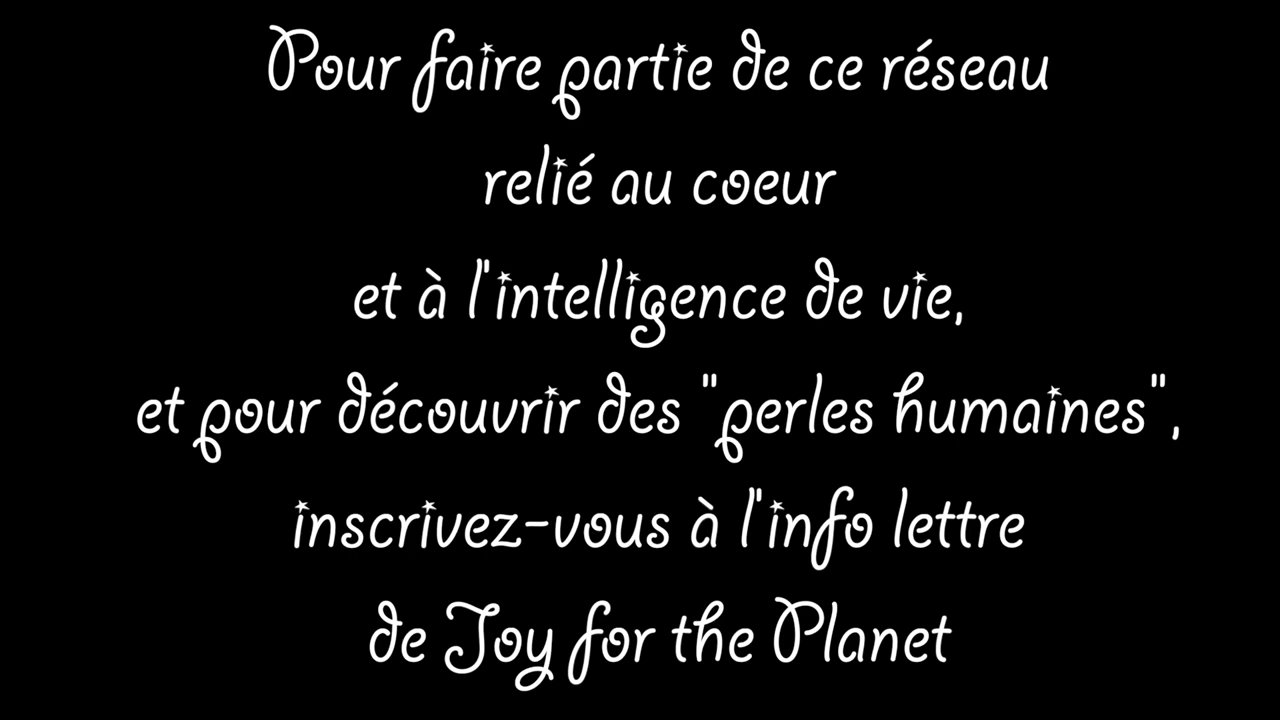 Pour faire partie de ce réseau
relié au coeur
et à l'intelligence de vie,
et pour découvrir des "perles humaines",
inscrivez-vous à l'info lettre
de Joy for the Planet